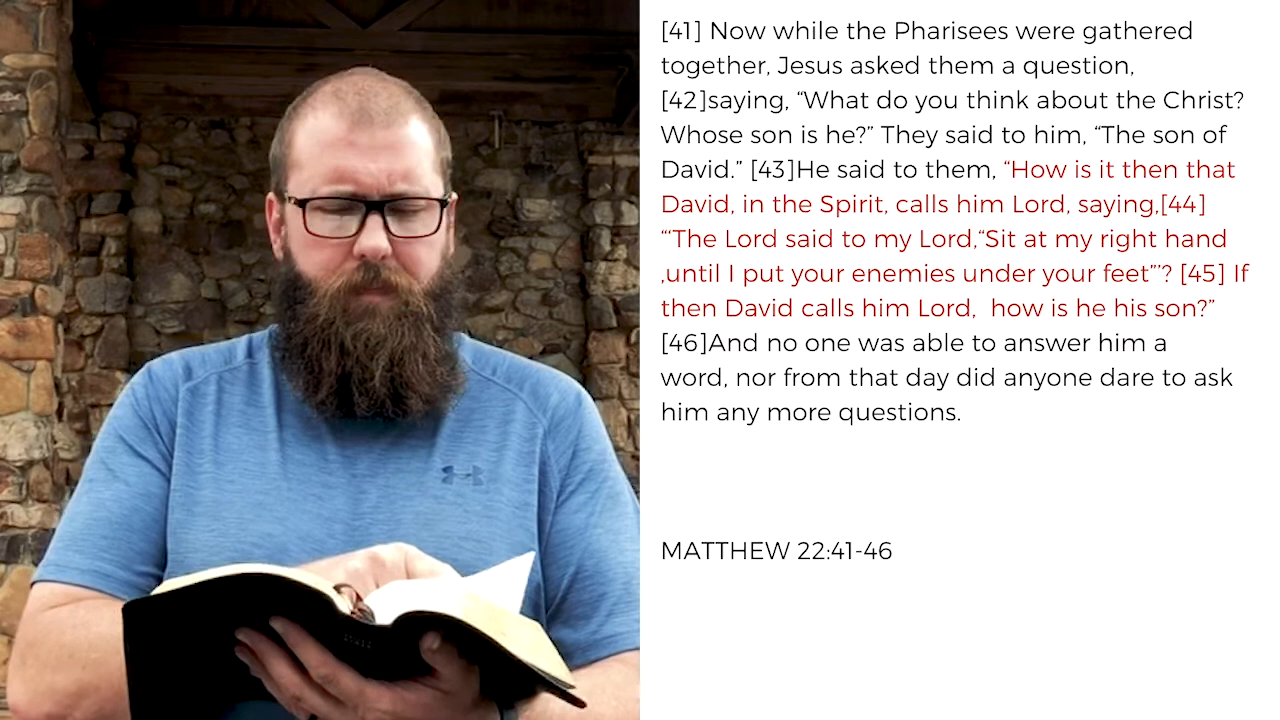 [41] Now while the Pharisees were gathered
together, Jesus asked them a question,
[42]saying, “What do you think about the Christ?
Whose son is he?” They said to him, “The son of
David.” [43]He said to them, “How is it then that
David, in the Spirit, calls him Lord, saying,[44]
“‘The Lord said to my Lord,“Sit at my right hand
,until I put your enemies under your feet”’? [45] If
then David calls him Lord,  how is he his son?”
[46]And no one was able to answer him a
word, nor from that day did anyone dare to ask
him any more questions.
MATTHEW 22:41-46